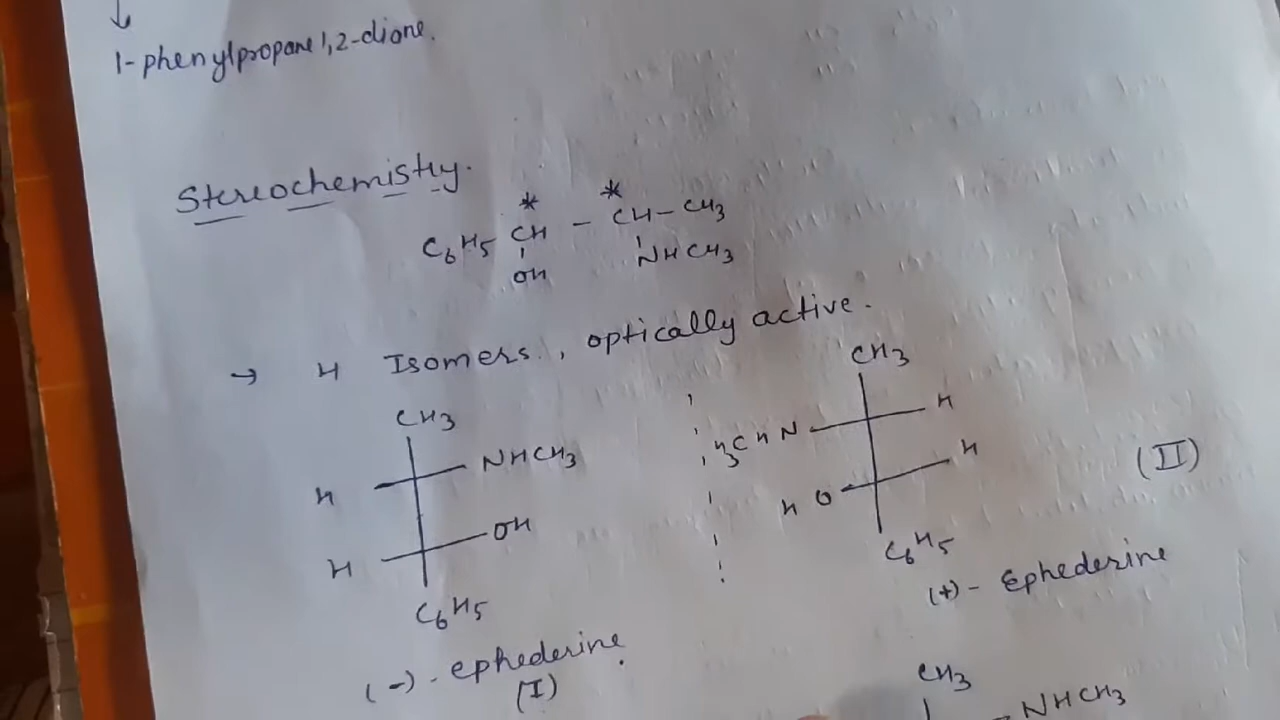 ↓
1-phenylpropane 1,2-dione.
Stereochemistry.
* *
C6H5 CH - CH-CH3
OH NHCH3
→ 4 Isomers, optically active.
CH3 CH3
H NHCH3 H3CHN H
H OH HO H (II)
C6H5 C6H5
(-)-ephederine (+)-Ephederine
(I)
CH3
NHCH3